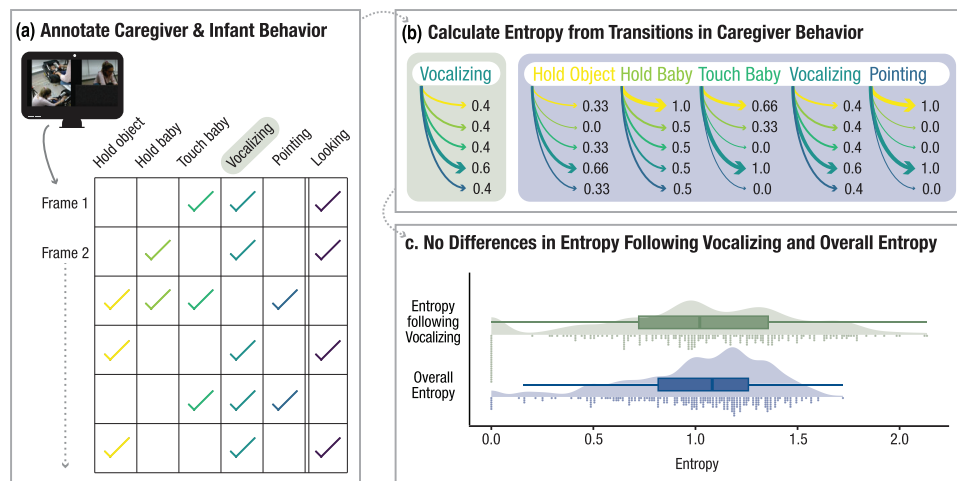 (a) Annotate Caregiver & Infant Behavior
Hold object
Hold baby
Touch baby
Vocalizing
Pointing
Looking
Frame 1
Frame 2
(b) Calculate Entropy from Transitions in Caregiver Behavior
Vocalizing
0.4
0.4
0.4
0.6
0.4
Hold Object Hold Baby Touch Baby Vocalizing Pointing
0.33 1.0 0.66 0.4 1.0
0.0 0.5 0.33 0.4 0.0
0.33 0.5 0.0 0.4 0.0
0.66 0.5 1.0 0.6 1.0
0.33 0.5 0.0 0.4 0.0
c. No Differences in Entropy Following Vocalizing and Overall Entropy
Entropy
following
Vocalizing
Overall
Entropy
0.0 0.5 1.0 1.5 2.0
Entropy